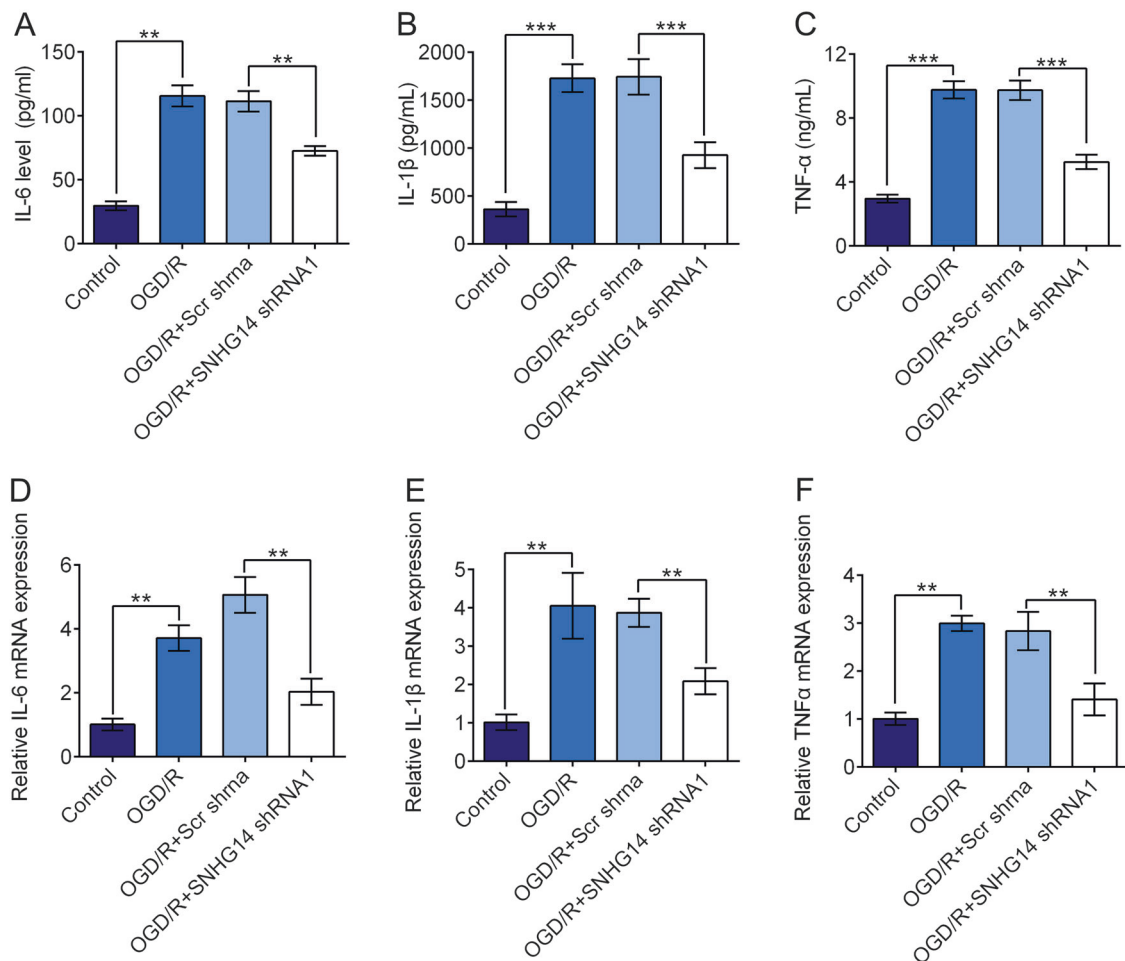 A
IL-6 level (pg/ml)
150
100
50
0
**
**
Control
OGD/R
OGD/R+Scr shrna
OGD/R+SNHG14 shRNA1
B
IL-1β (pg/mL)
2000
1500
1000
500
0
***
***
Control
OGD/R
OGD/R+Scr shrna
OGD/R+SNHG14 shRNA1
C
TNF-α (ng/mL)
12
8
4
0
***
***
Control
OGD/R
OGD/R+Scr shrna
OGD/R+SNHG14 shRNA1
D
Relative IL-6 mRNA expression
6
4
2
0
**
**
Control
OGD/R
OGD/R+Scr shrna
OGD/R+SNHG14 shRNA1
E
Relative IL-1β mRNA expression
5
4
3
2
1
0
**
**
Control
OGD/R
OGD/R+Scr shrna
OGD/R+SNHG14 shRNA1
F
Relative TNFα mRNA expression
4
3
2
1
0
**
**
Control
OGD/R
OGD/R+Scr shrna
OGD/R+SNHG14 shRNA1